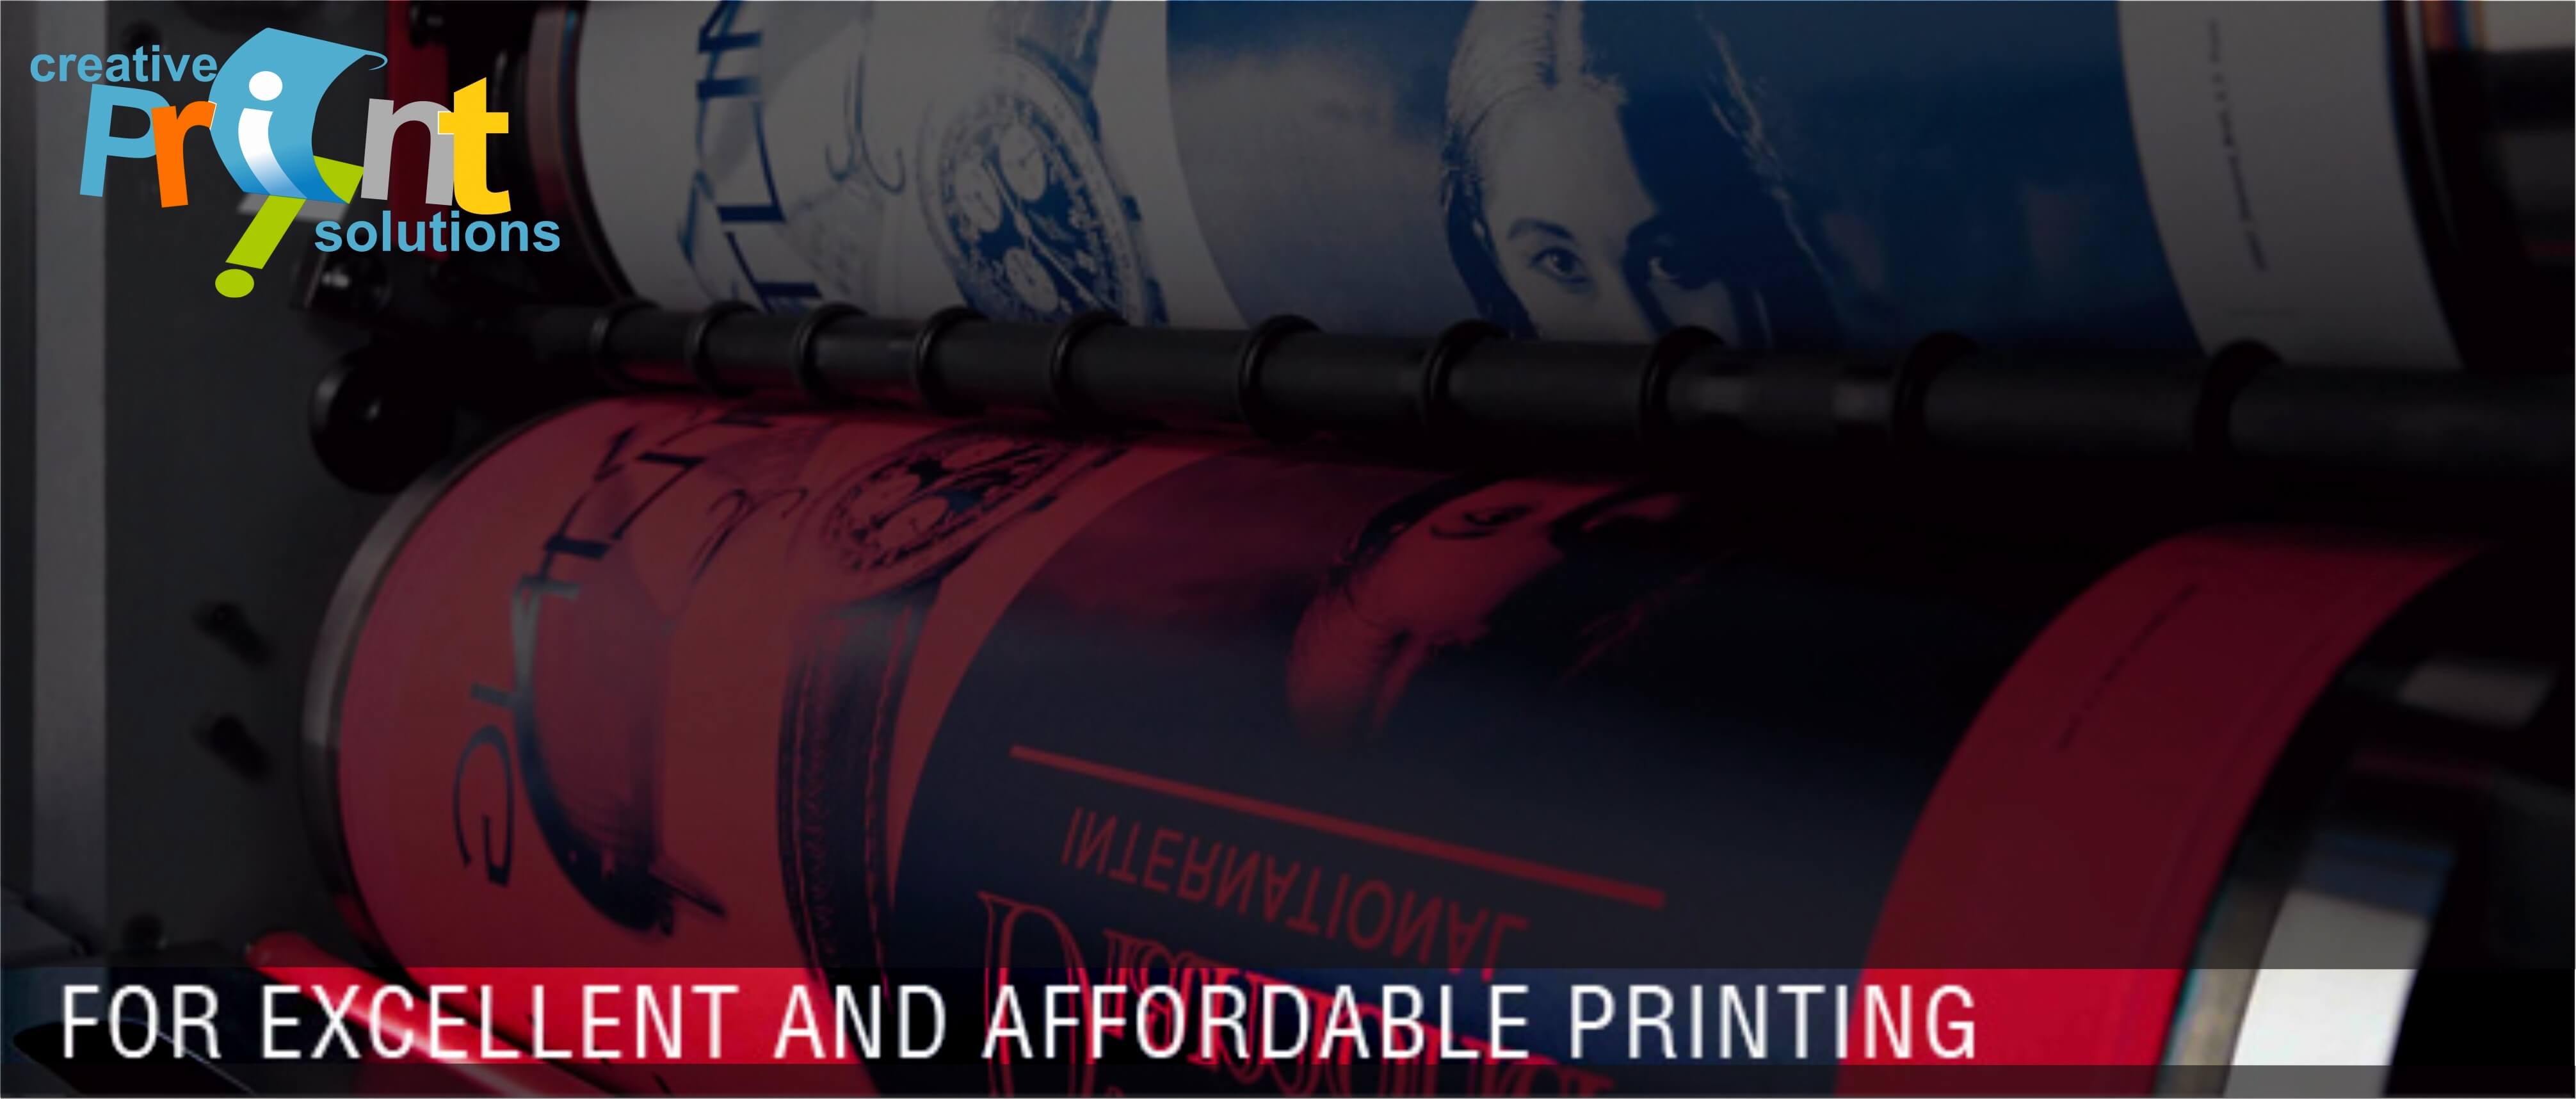 creative
Print
solutions
INTERNATIONAL
FOR EXCELLENT AND AFFORDABLE PRINTING